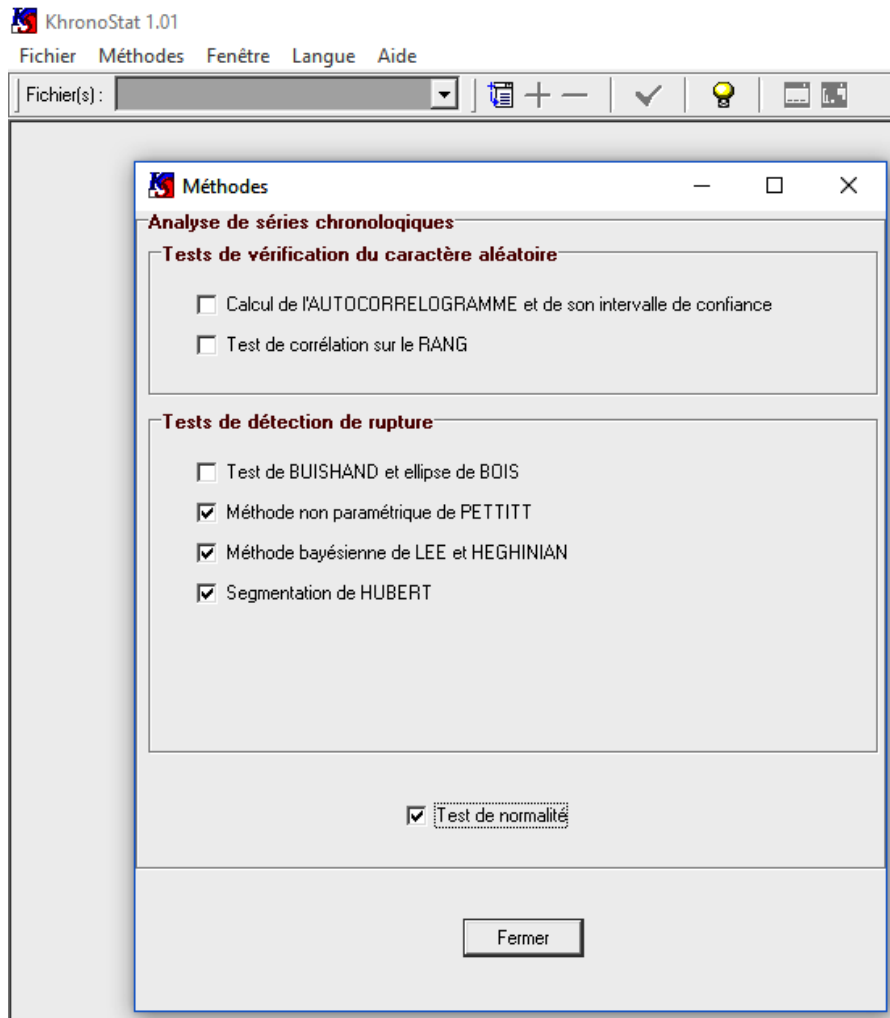 KhronoStat 1.01
Fichier Méthodes Fenêtre Langue Aide
Fichier(s) :
Méthodes
Analyse de séries chronologiques
Tests de vérification du caractère aléatoire
Calcul de l'AUTOCORRELOGRAMME et de son intervalle de confiance
Test de corrélation sur le RANG
Tests de détection de rupture
Test de BUISHAND et ellipse de BOIS
Méthode non paramétrique de PETTITT
Méthode bayésienne de LEE et HEGHINIAN
Segmentation de HUBERT
Test de normalité
Fermer